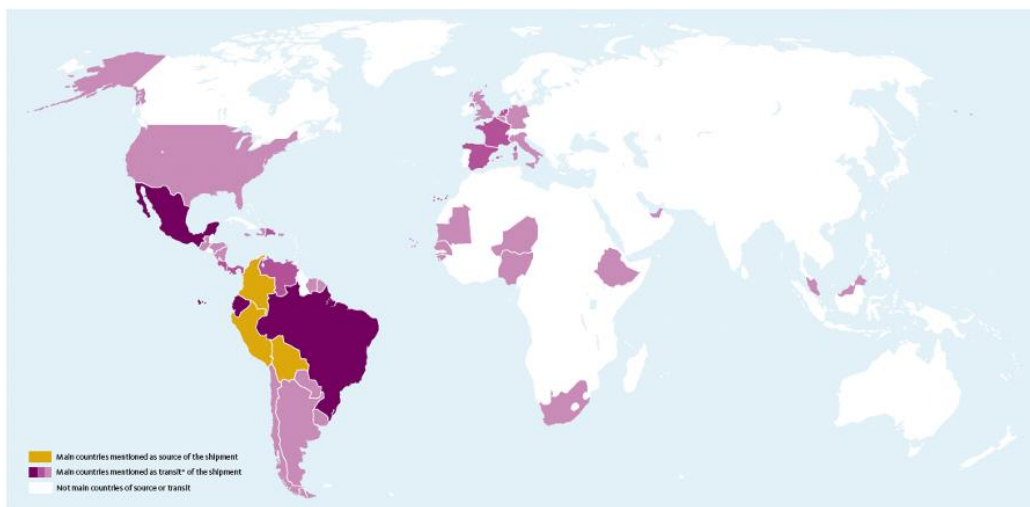 Main countries mentioned as source of the shipment
Main countries mentioned as transit* of the shipment
Not main countries of source or transit